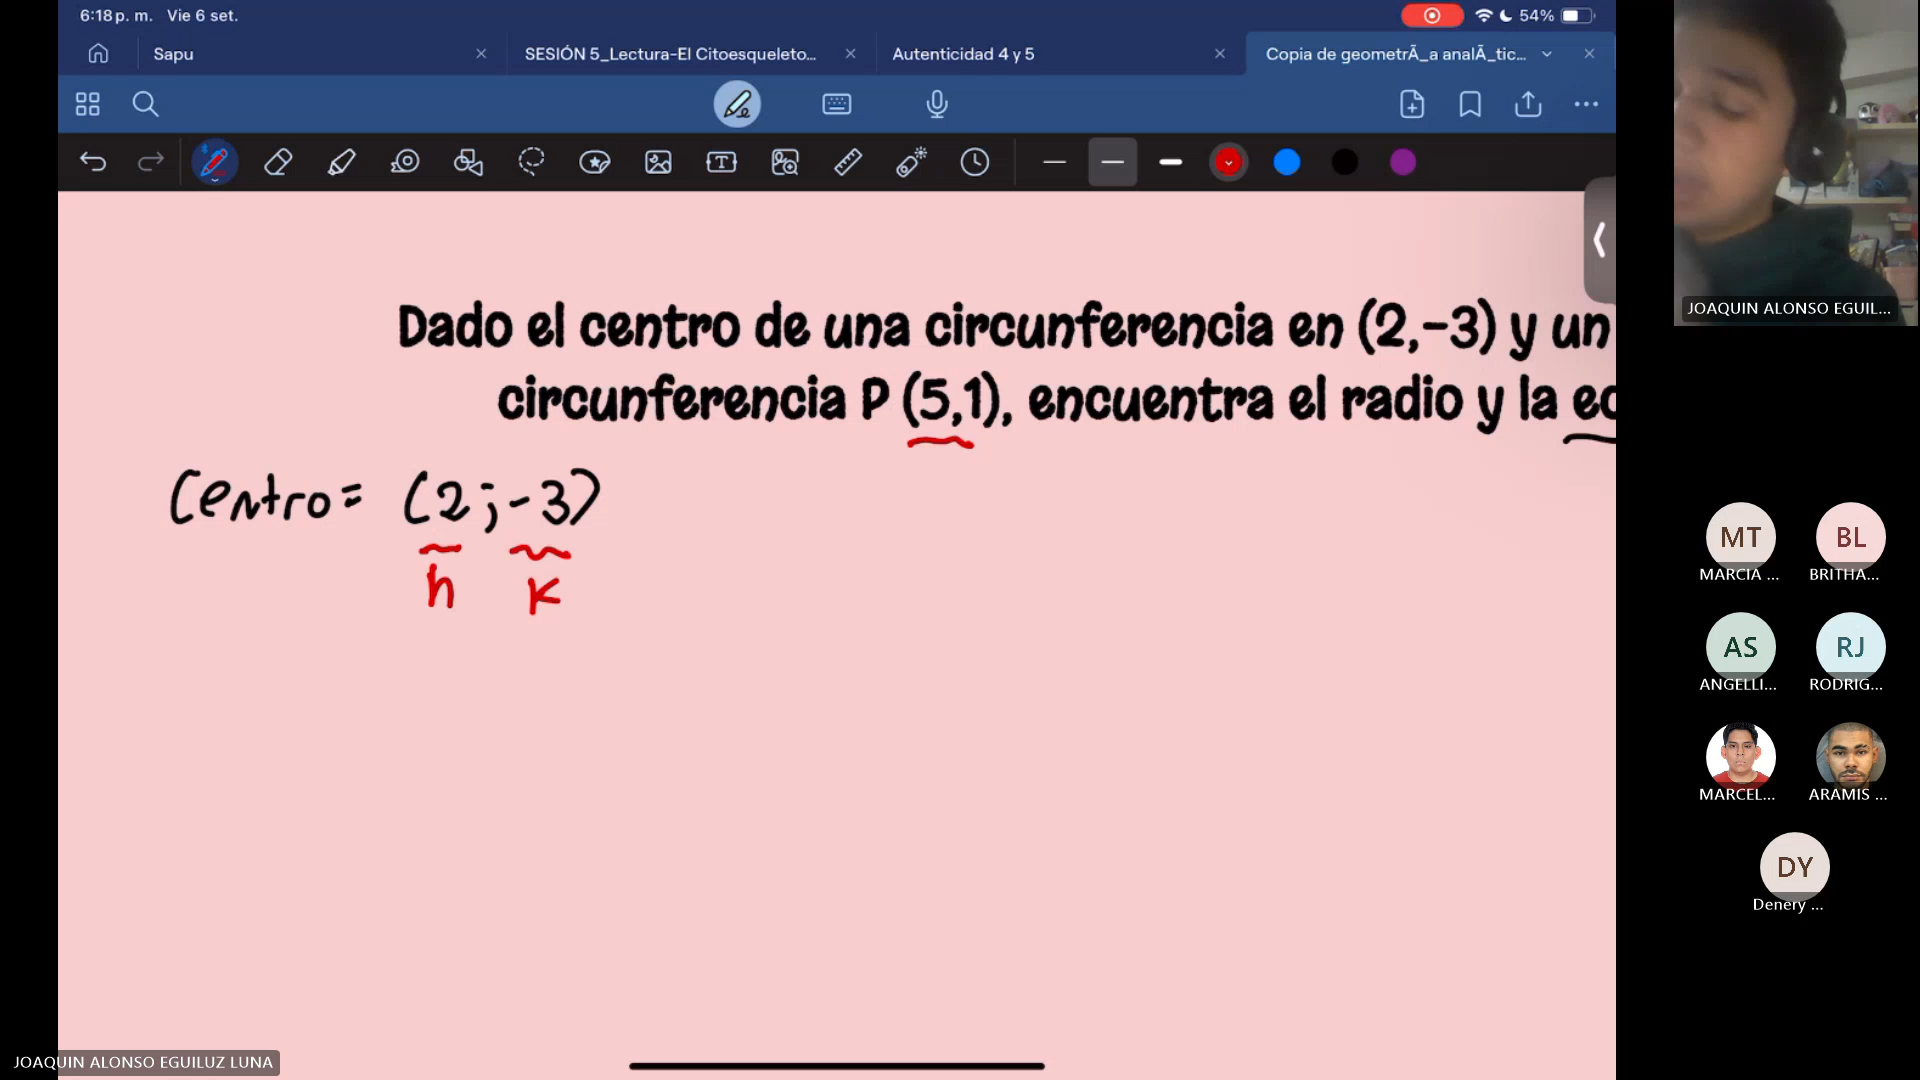 6:18 p. m. Vie 6 set.
54%
Sapu
SESIÓN 5_Lectura-El Citoesqueleto...
Autenticidad 4 y 5
Copia de geometrÃ_a analÃ_tic...
Dado el centro de una circunferencia en (2,-3) y un
circunferencia P (5,1), encuentra el radio y la ec
Centro = (2;-3)
h k
JOAQUIN ALONSO EGUIL...
MT BL
MARCIA ... BRITHA...
AS RJ
ANGELLI... RODRIG...
MARCEL... ARAMIS ...
DY
Denery ...
JOAQUIN ALONSO EGUILUZ LUNA